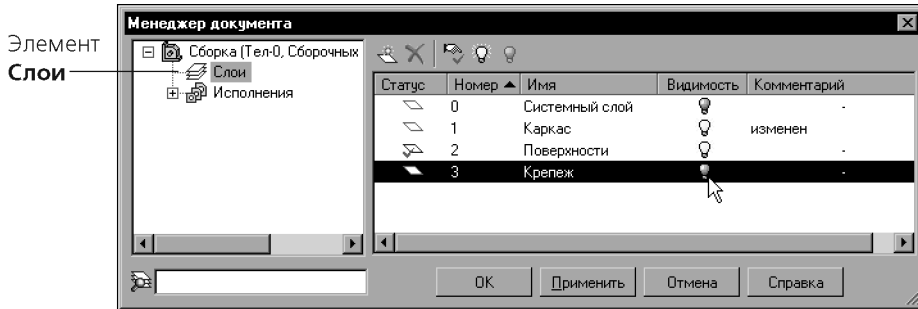 Элемент
Слои
Менеджер документа
Сборка (Тел-0, Сборочных
Слои
Исполнения
Статус Номер Имя Видимость Комментарий
0 Системный слой -
1 Каркас изменен
2 Поверхности -
3 Крепеж -
OK Применить Отмена Справка